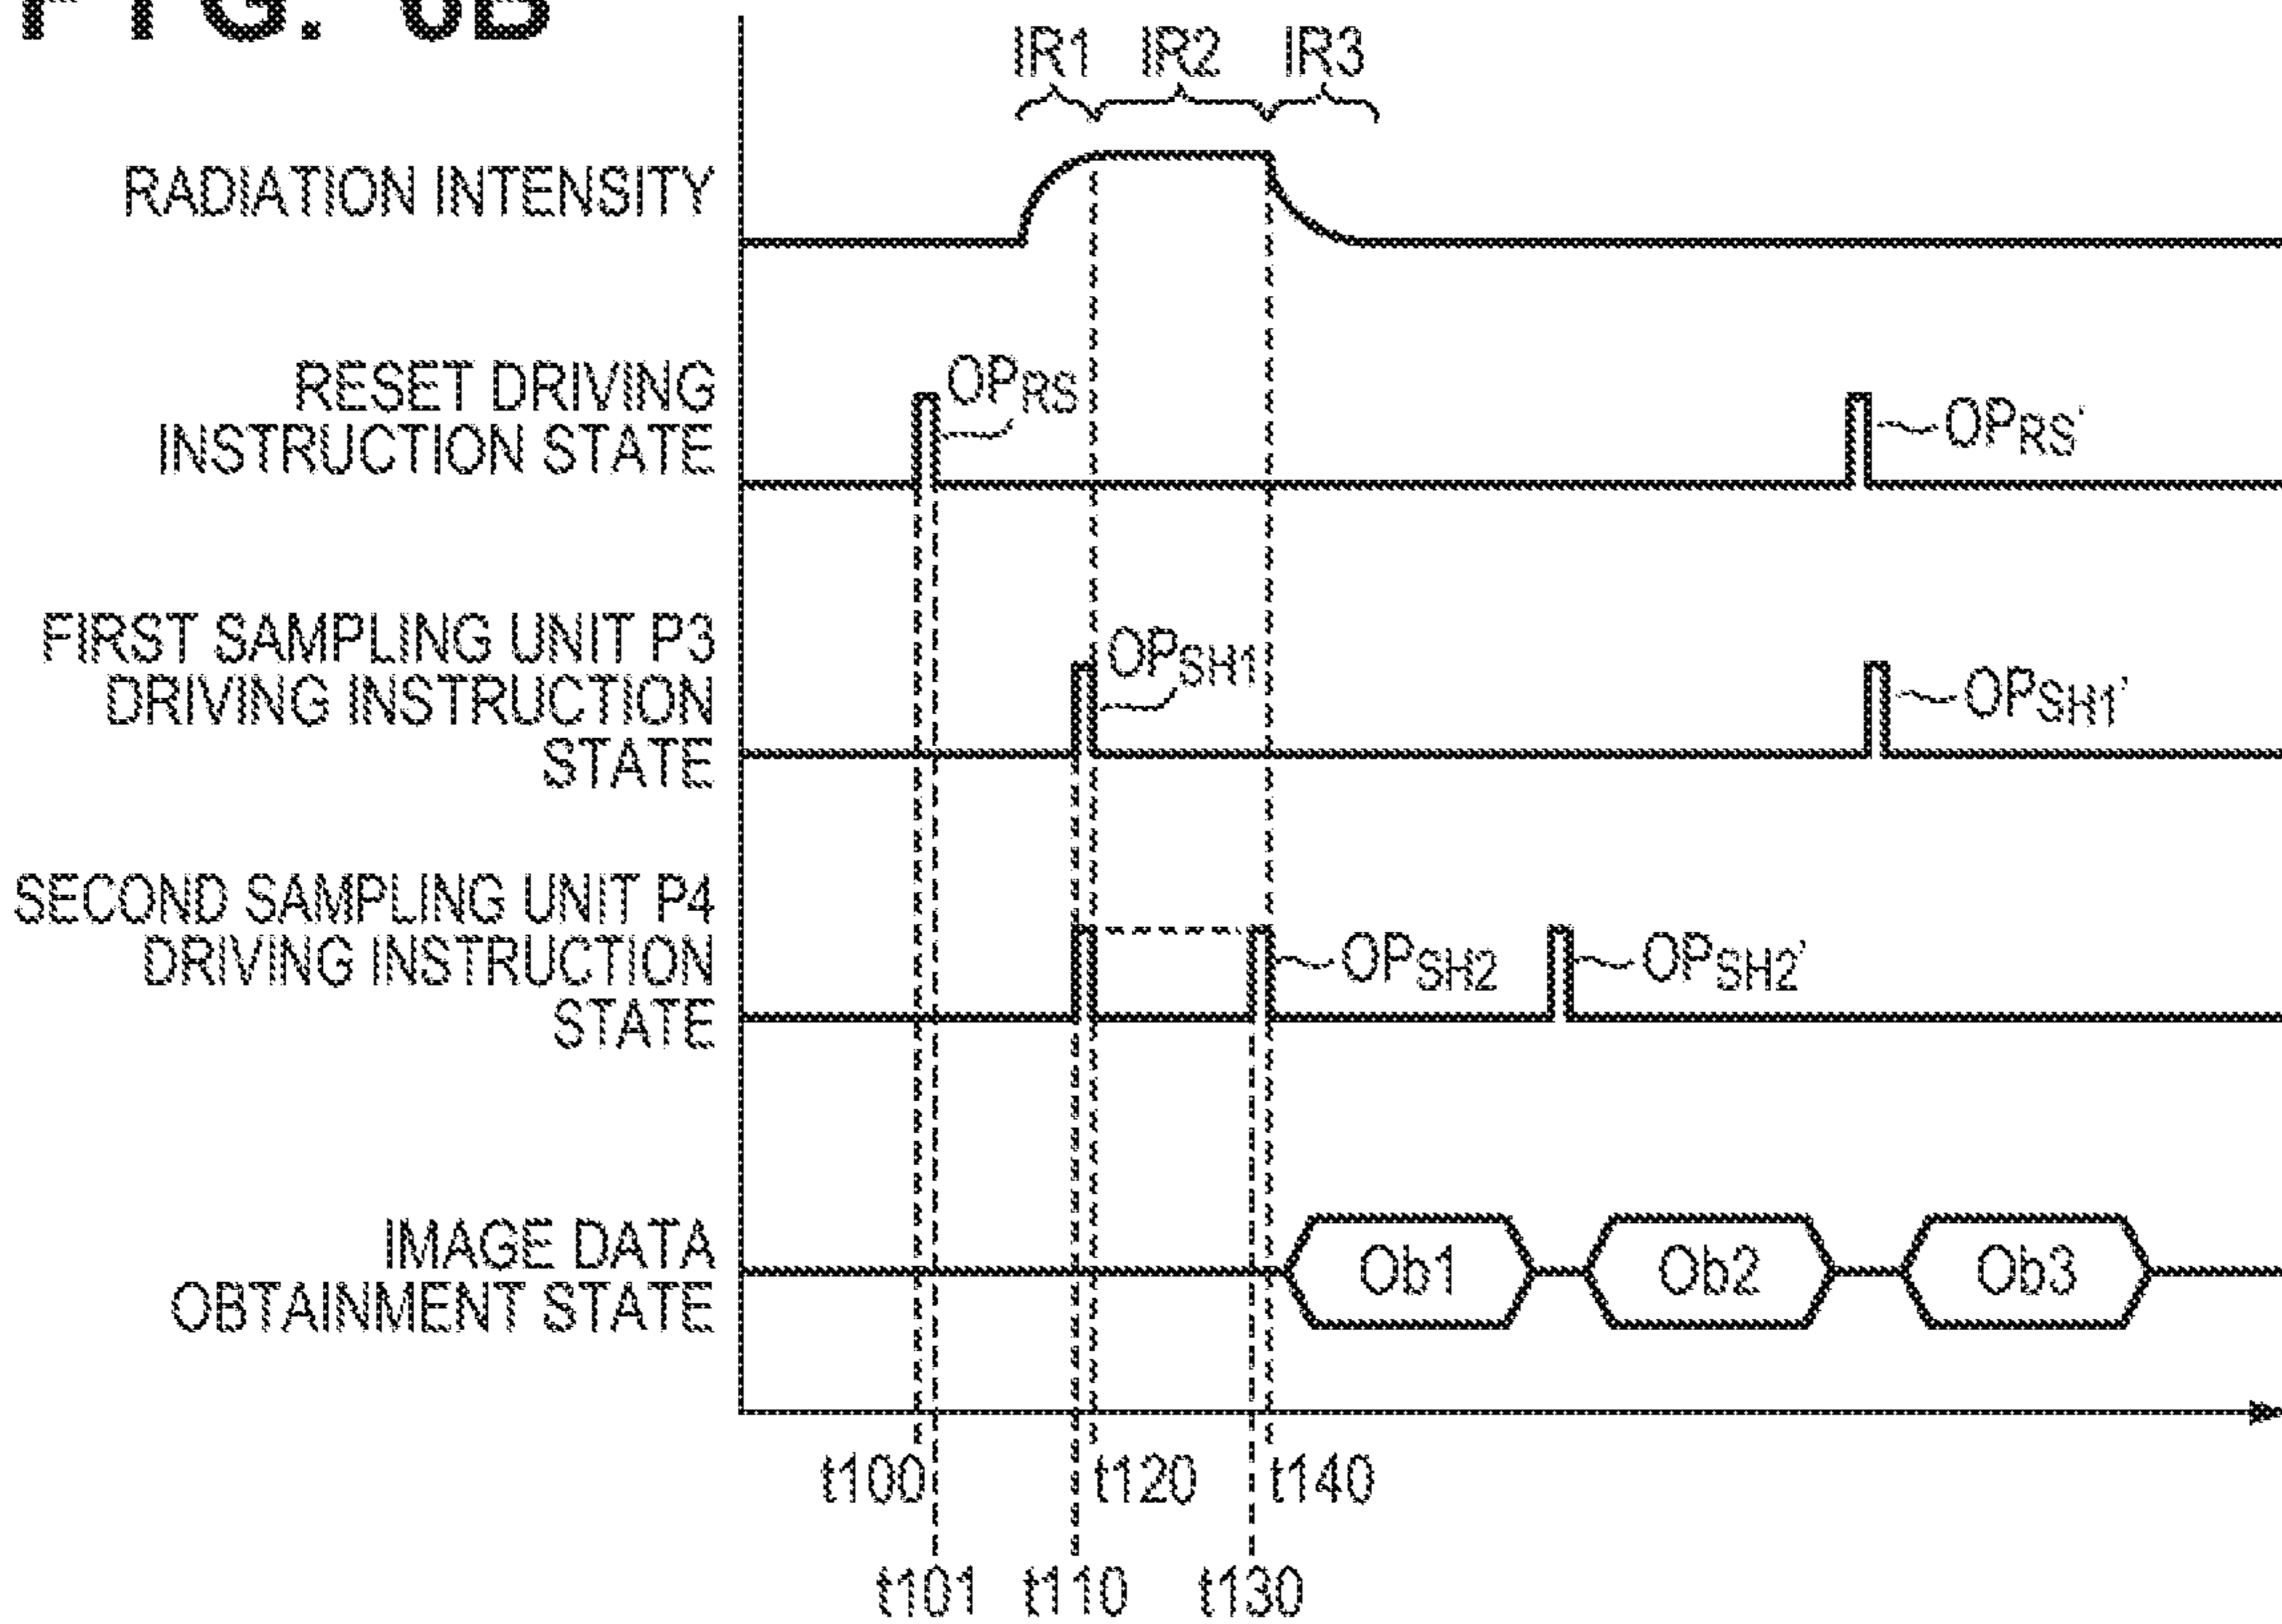 IR1 IR2 IR3
RADIATION INTENSITY
RESET DRIVING
INSTRUCTION STATE
OPRS
OPRS'
FIRST SAMPLING UNIT P3
DRIVING INSTRUCTION
STATE
OPSH1
OPSH1'
SECOND SAMPLING UNIT P4
DRIVING INSTRUCTION
STATE
OPSH2
OPSH2'
IMAGE DATA
OBTAINMENT STATE
Ob1 Ob2 Ob3
t100 t120 t140
t101 t110 t130